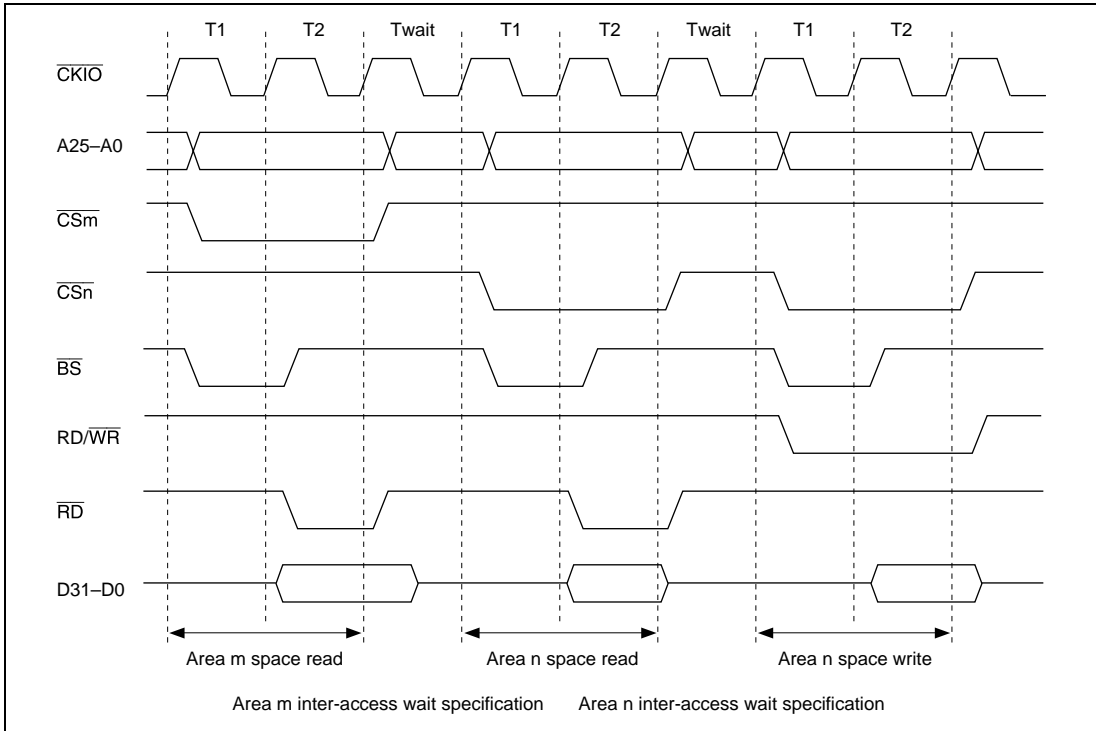 T1 T2 Twait T1 T2 Twait T1 T2
CKIO
A25–A0
CSm
CSn
BS
RD/WR
RD
D31–D0
Area m space read Area n space read Area n space write
Area m inter-access wait specification Area n inter-access wait specification